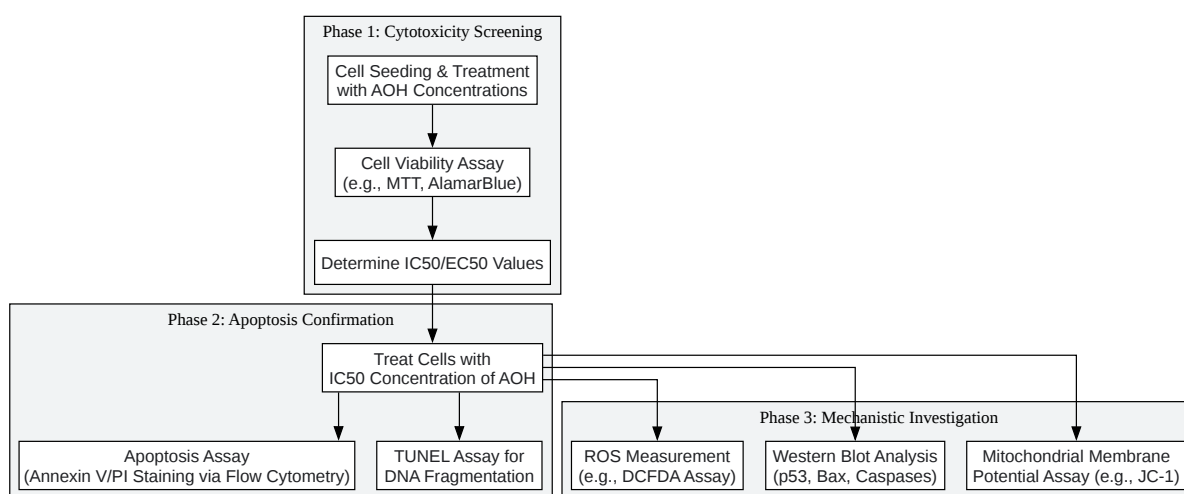 Phase 1: Cytotoxicity Screening
Cell Seeding & Treatment
with AOH Concentrations
Cell Viability Assay
(e.g., MTT, AlamarBlue)
Determine IC50/EC50 Values
Phase 2: Apoptosis Confirmation
Treat Cells with
IC50 Concentration of AOH
Apoptosis Assay
(Annexin V/PI Staining via Flow Cytometry)
TUNEL Assay for
DNA Fragmentation
Phase 3: Mechanistic Investigation
ROS Measurement
(e.g., DCFDA Assay)
Western Blot Analysis
(p53, Bax, Caspases)
Mitochondrial Membrane
Potential Assay (e.g., JC-1)